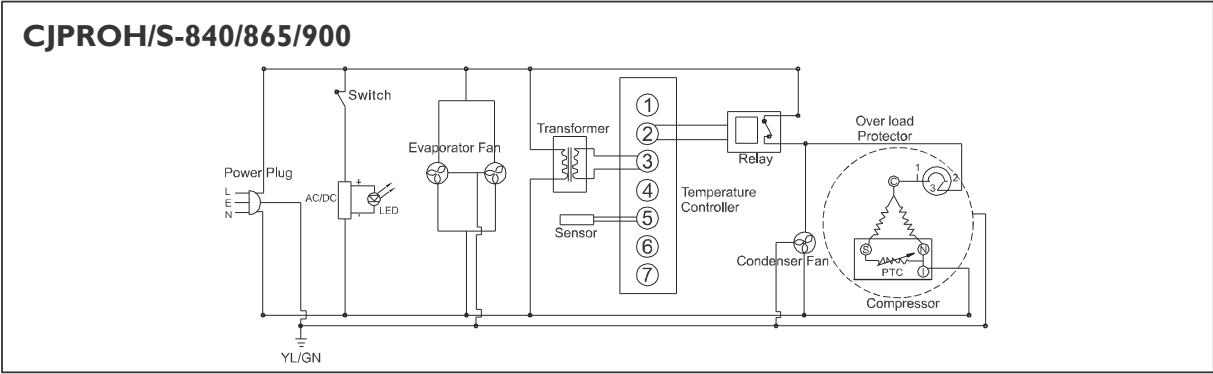 CJPROH/S-840/865/900
Switch
Transformer
Evaporator Fan
Power Plug
L
E
N
AC/DC
+
-
LED
1
2
3
4
5
6
7
Sensor
Temperature
Controller
Relay
Over load
Protector
1
2
3
C
S
N
I
PTC
Condenser Fan
Compressor
YL/GN